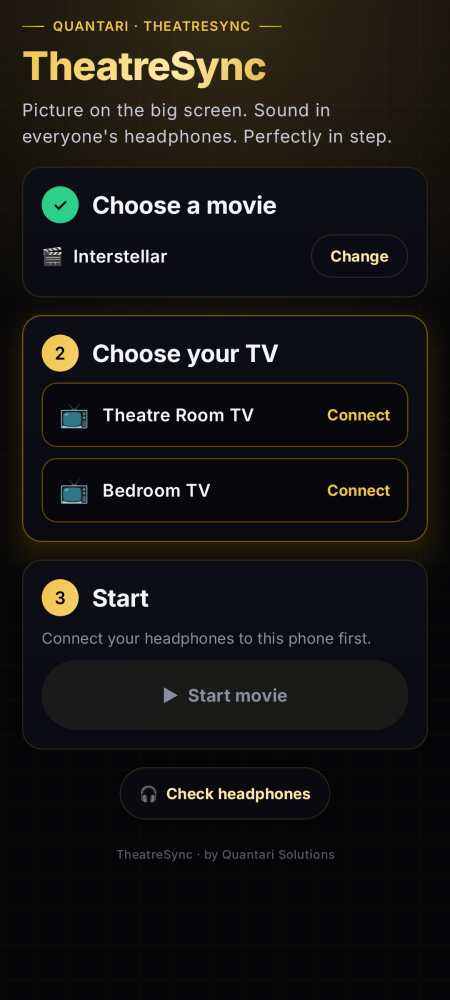 QUANTARI · THEATRESYNC
TheatreSync
Picture on the big screen. Sound in
everyone's headphones. Perfectly in step.
Choose a movie
Interstellar
Change
2
Choose your TV
Theatre Room TV
Connect
Bedroom TV
Connect
3
Start
Connect your headphones to this phone first.
Start movie
Check headphones
TheatreSync · by Quantari Solutions